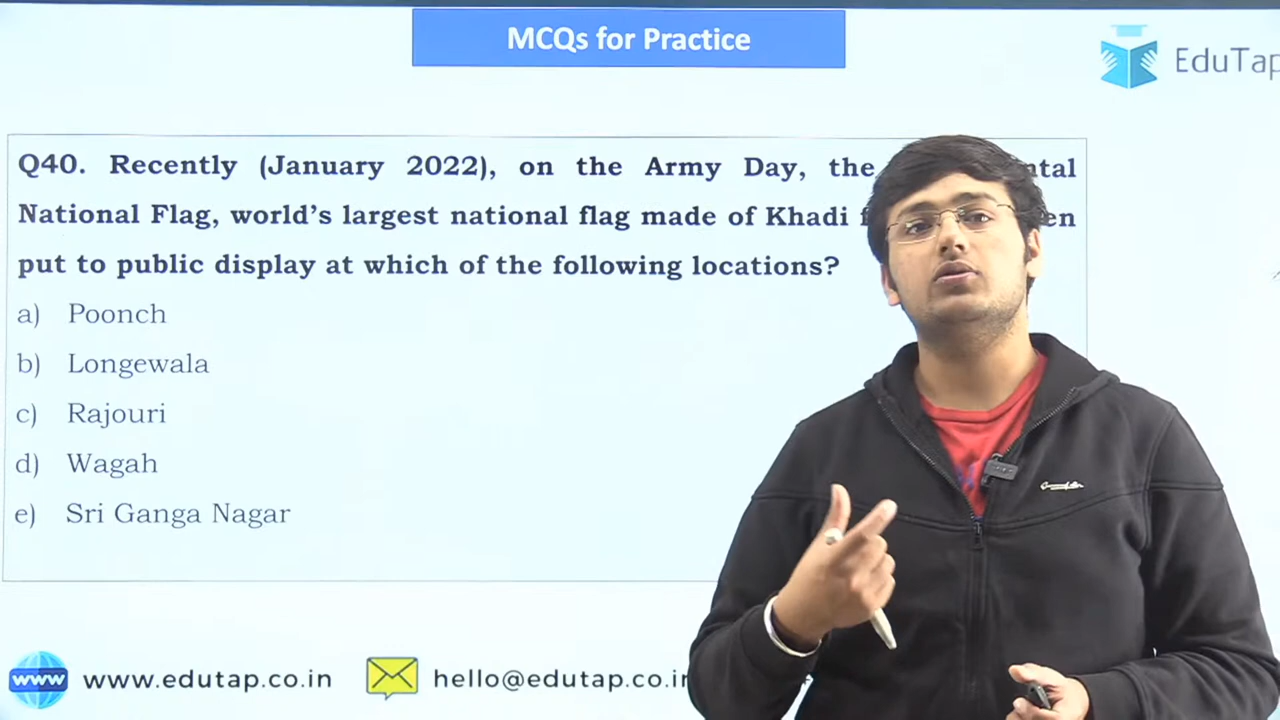 MCQs for Practice
EduTap
Q40. Recently (January 2022), on the Army Day, the
National Flag, world's largest national flag made of Khadi
put to public display at which of the following locations?
a) Poonch
b) Longewala
c) Rajouri
d) Wagah
e) Sri Ganga Nagar
www www.edutap.co.in hello@edutap.co.in